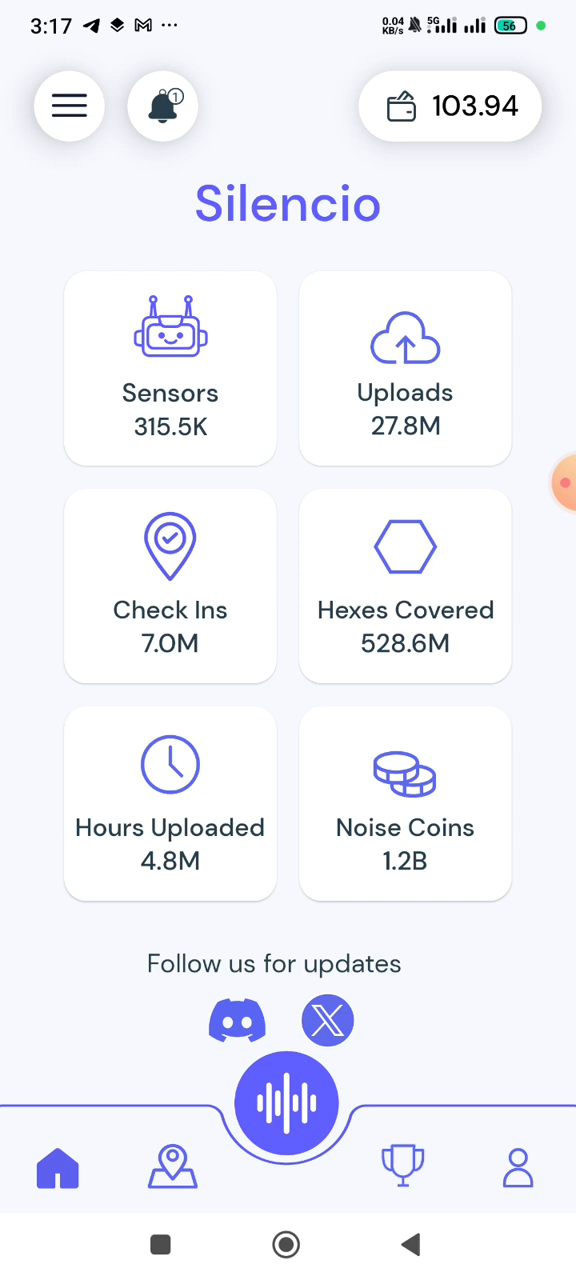 3:17
0.04
KB/s
5G
56
1
103.94
Silencio
Sensors
315.5K
Uploads
27.8M
Check Ins
7.0M
Hexes Covered
528.6M
Hours Uploaded
4.8M
Noise Coins
1.2B
Follow us for updates